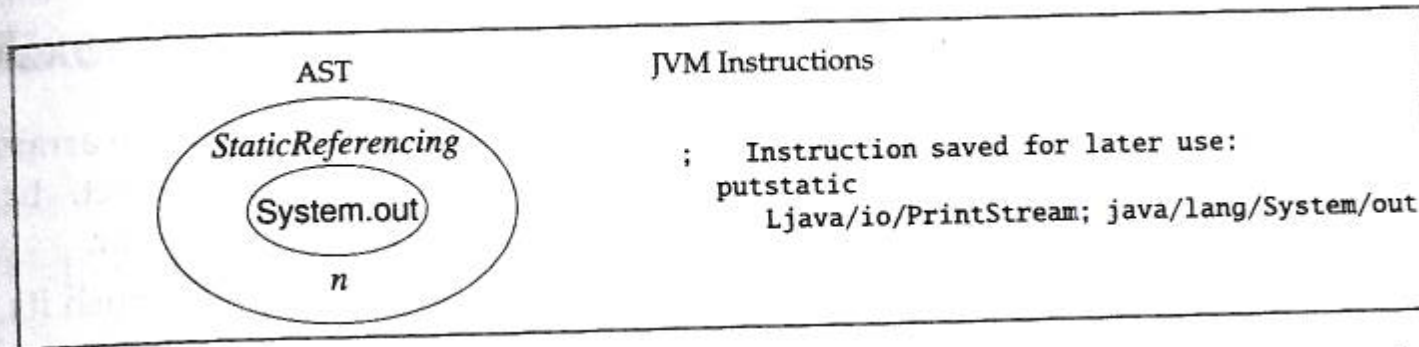 AST
JVM Instructions
StaticReferencing
System.out
n
; Instruction saved for later use:
putstatic
Ljava/io/PrintStream; java/lang/System/out